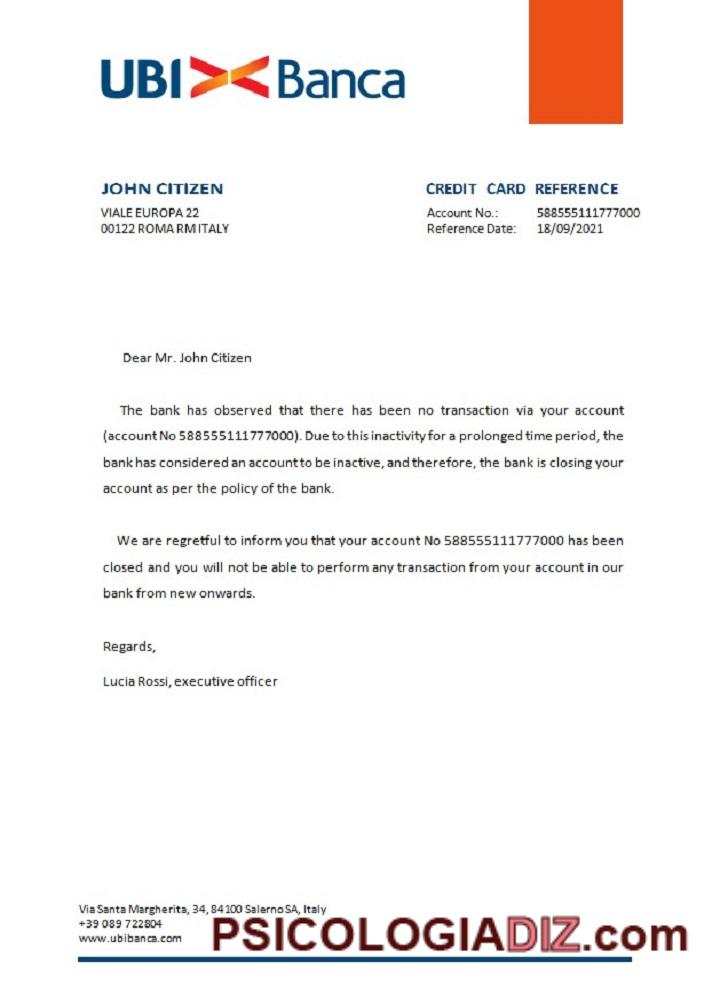 UBI Banca
JOHN CITIZEN
VIALE EUROPA 22
00122 ROMA RM ITALY
CREDIT CARD REFERENCE
Account No.: 588555111777000
Reference Date: 18/09/2021
Dear Mr. John Citizen
The bank has observed that there has been no transaction via your account
(account No 588555111777000). Due to this inactivity for a prolonged time period, the
bank has considered an account to be inactive, and therefore, the bank is closing your
account as per the policy of the bank.
We are regretful to inform you that your account No 588555111777000 has been
closed and you will not be able to perform any transaction from your account in our
bank from new onwards.
Regards,
Lucia Rossi, executive officer
Via Santa Margherita, 34, 84100 Salerno SA, Italy
+39 089 722804
www.ubibanca.com
PSICOLOGIADIZ.com